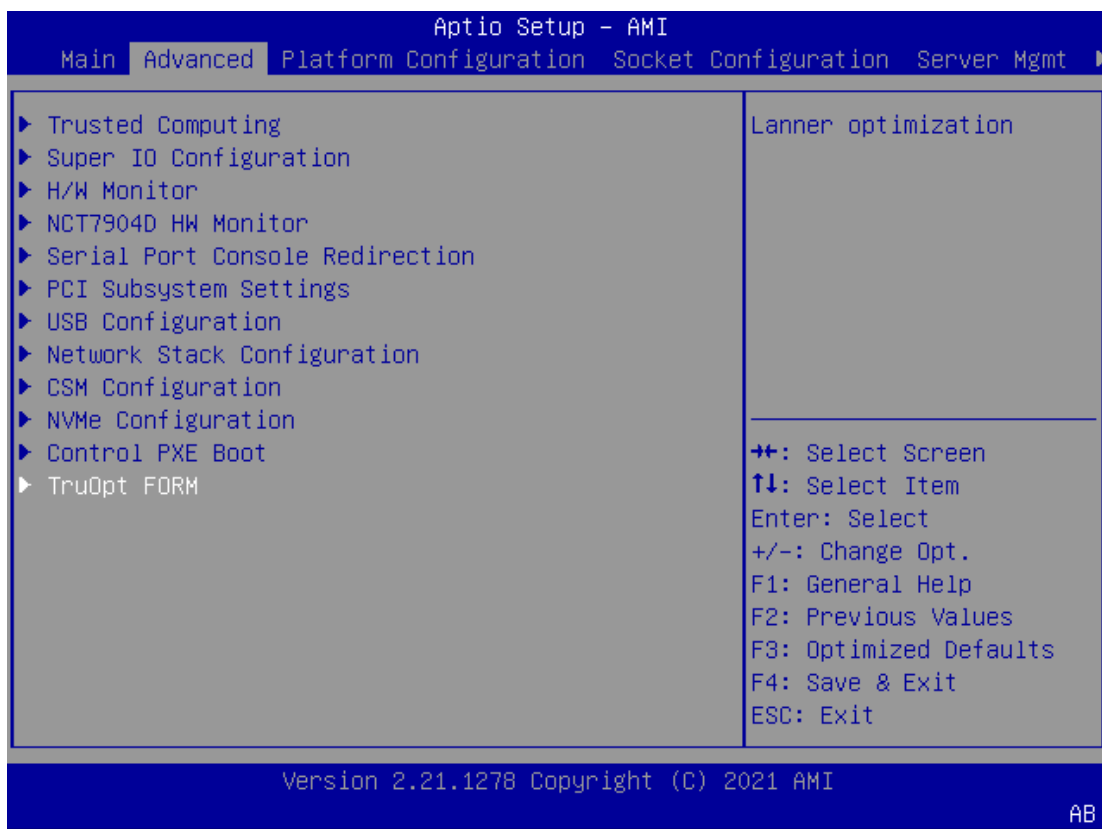 Aptio Setup – AMI
Main Advanced Platform Configuration Socket Configuration Server Mgmt ▶
▶ Trusted Computing
▶ Super IO Configuration
▶ H/W Monitor
▶ NCT7904D HW Monitor
▶ Serial Port Console Redirection
▶ PCI Subsystem Settings
▶ USB Configuration
▶ Network Stack Configuration
▶ CSM Configuration
▶ NVMe Configuration
▶ Control PXE Boot
▶ TruOpt FORM
Lanner optimization
→←: Select Screen
↑↓: Select Item
Enter: Select
+/-: Change Opt.
F1: General Help
F2: Previous Values
F3: Optimized Defaults
F4: Save & Exit
ESC: Exit
Version 2.21.1278 Copyright (C) 2021 AMI
AB